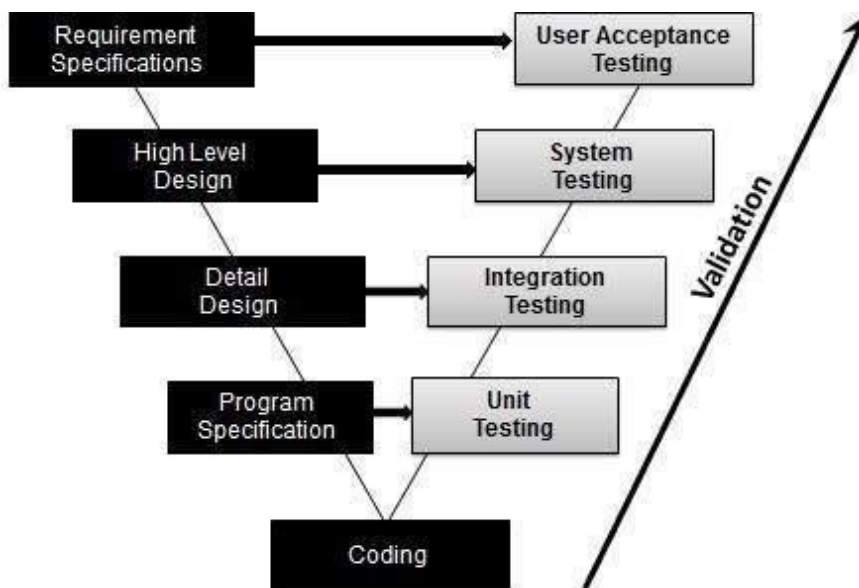 Requirement
Specifications
User Acceptance
Testing
High Level
Design
System
Testing
Detail
Design
Integration
Testing
Program
Specification
Unit
Testing
Coding
Validation